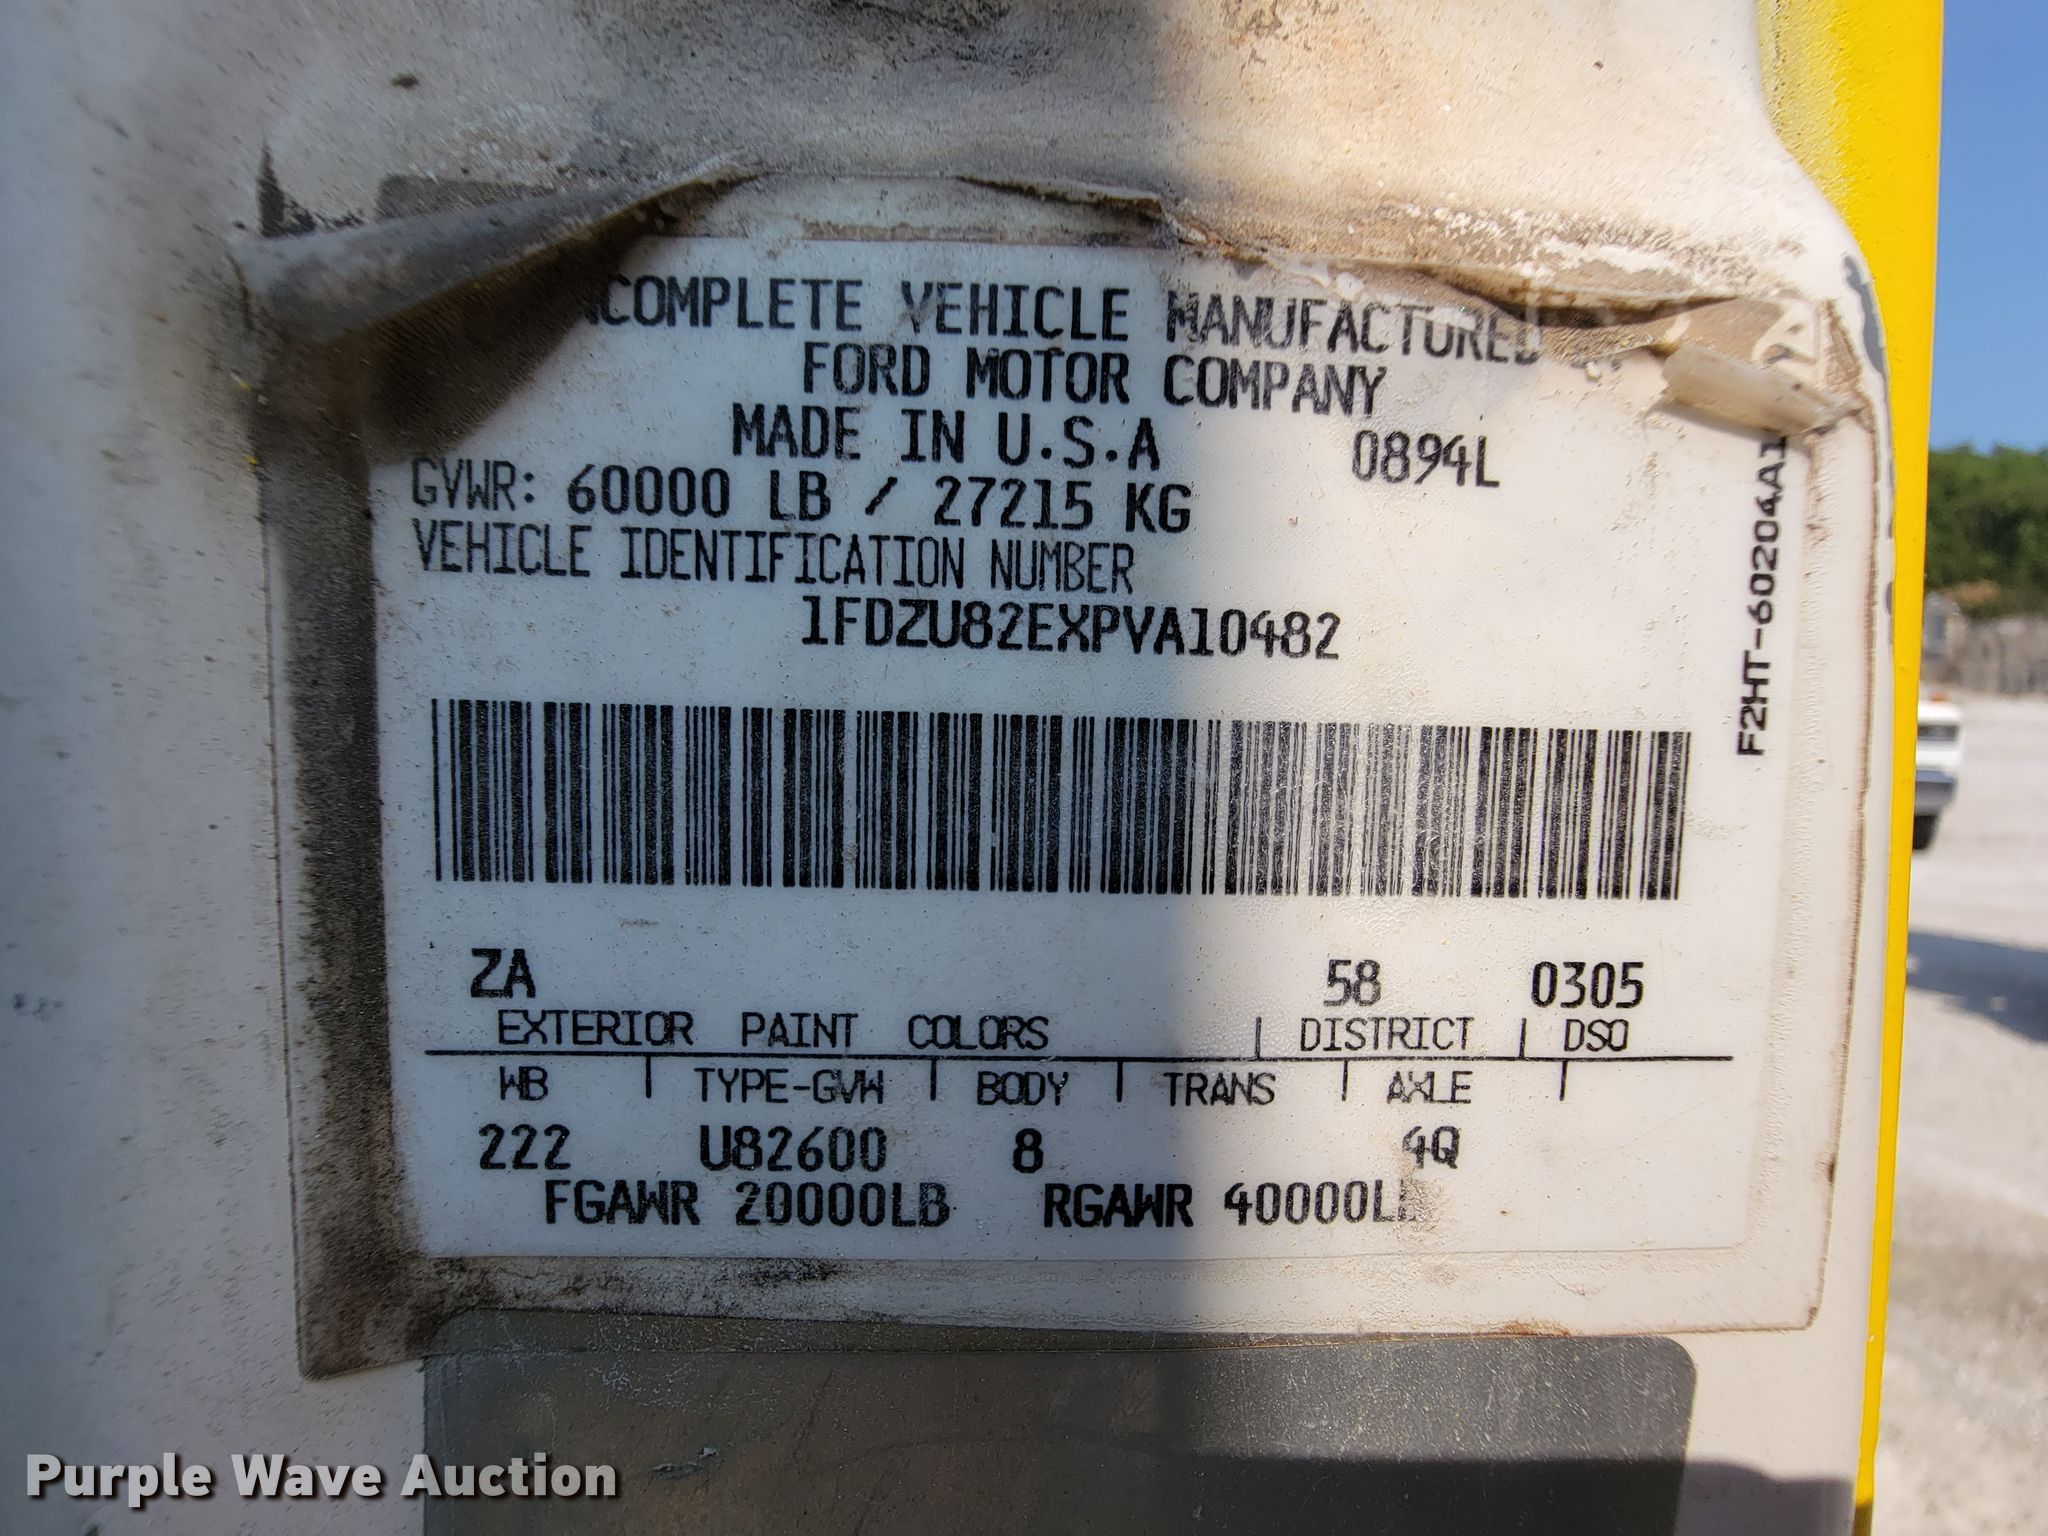 COMPLETE VEHICLE MANUFACTURED
FORD MOTOR COMPANY
MADE IN U.S.A 0894L
GVWR: 60000 LB / 27215 KG
VEHICLE IDENTIFICATION NUMBER
1FDZU82EXPVA10482
F2HT-60204A1
ZA 58 0305
EXTERIOR PAINT COLORS | DISTRICT | DSO
WB | TYPE-GVW | BODY | TRANS | AXLE |
222 U82600 8 4Q
FGAWR 20000LB RGAWR 40000L
Purple Wave Auction